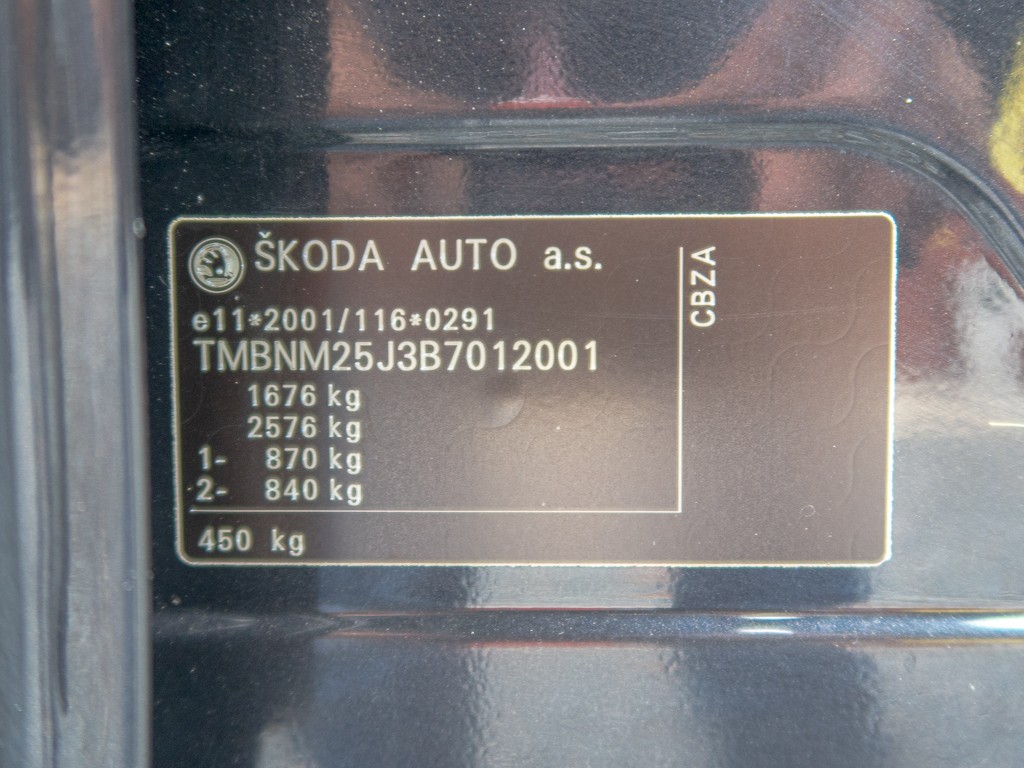 ŠKODA AUTO a.s.
e11*2001/116*0291
TMBNM25J3B7012001
1676 kg
2576 kg
1- 870 kg
2- 840 kg
450 kg
CBZA